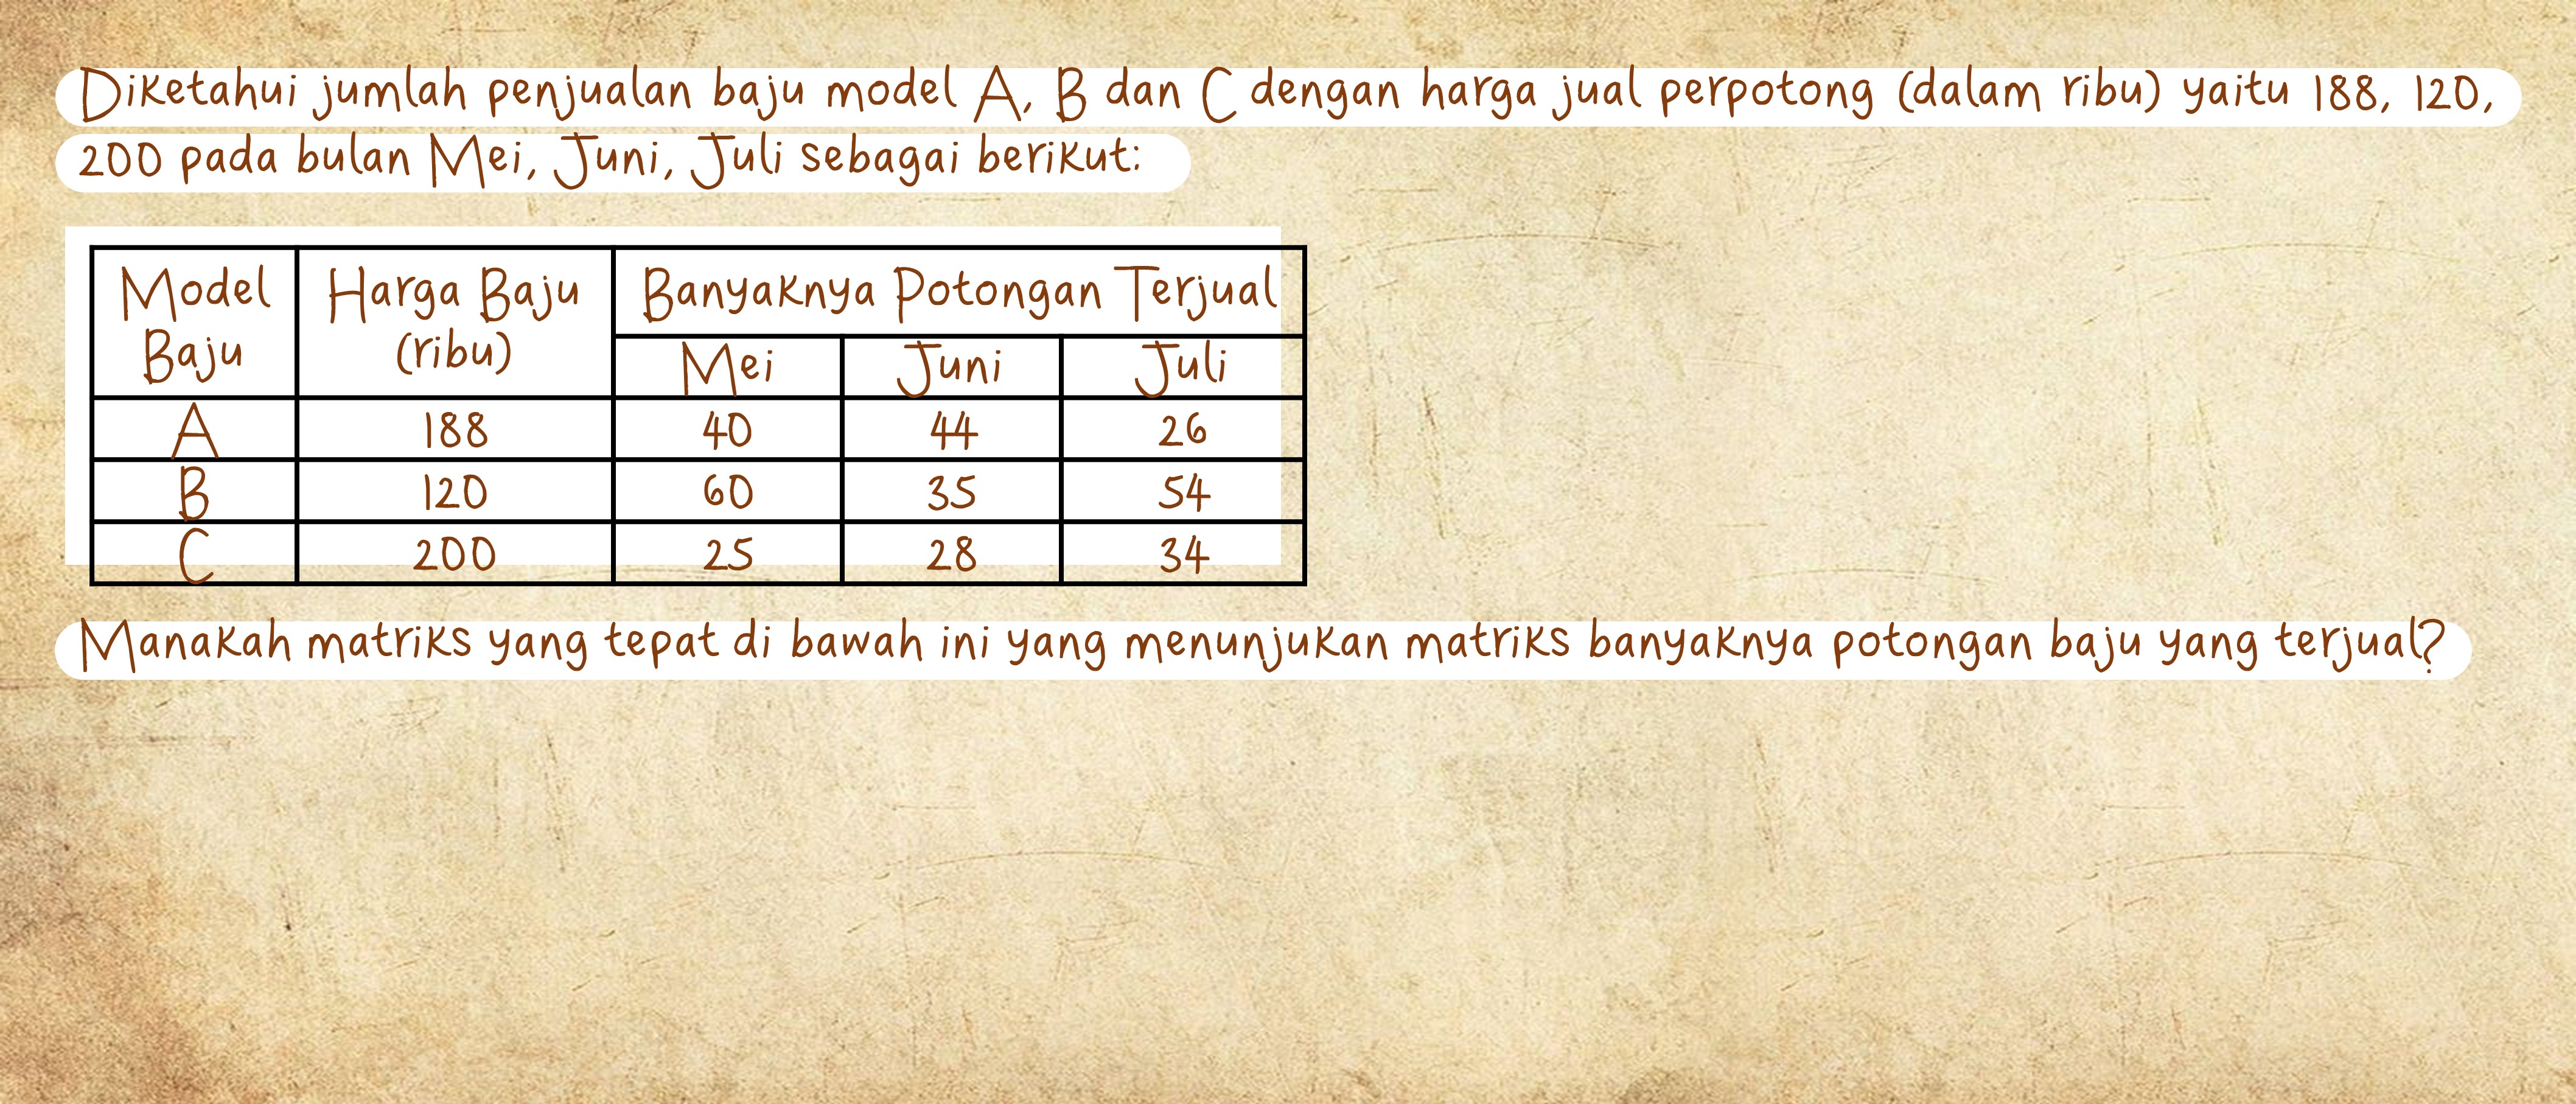 Diketahui jumlah penjualan baju model A, B dan C dengan harga jual perpotong (dalam ribu) yaitu 188, 120,
200 pada bulan Mei, Juni, Juli sebagai berikut:
Model Baju Harga Baju (ribu) Banyaknya Potongan Terjual
Mei Juni Juli
A 188 40 44 26
B 120 60 35 54
C 200 25 28 34
Manakah matriks yang tepat di bawah ini yang menunjukan matriks banyaknya potongan baju yang terjual?